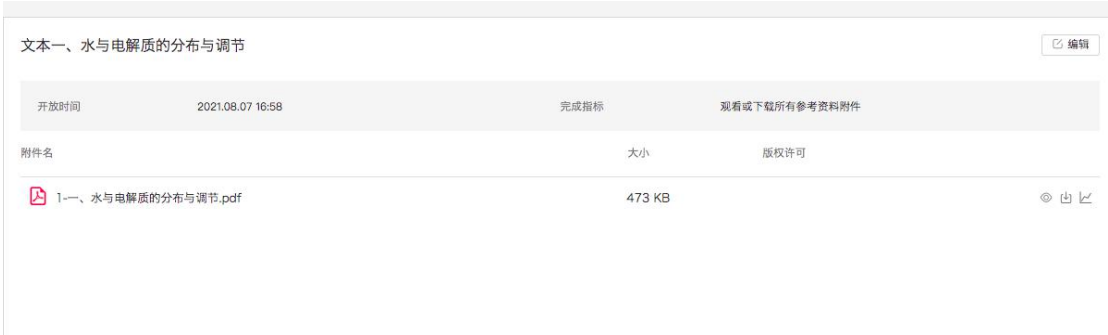 文本一、水与电解质的分布与调节
编辑
开放时间 2021.08.07 16:58 完成指标 观看或下载所有参考资料附件
附件名 大小 版权许可
1-一、水与电解质的分布与调节.pdf 473 KB